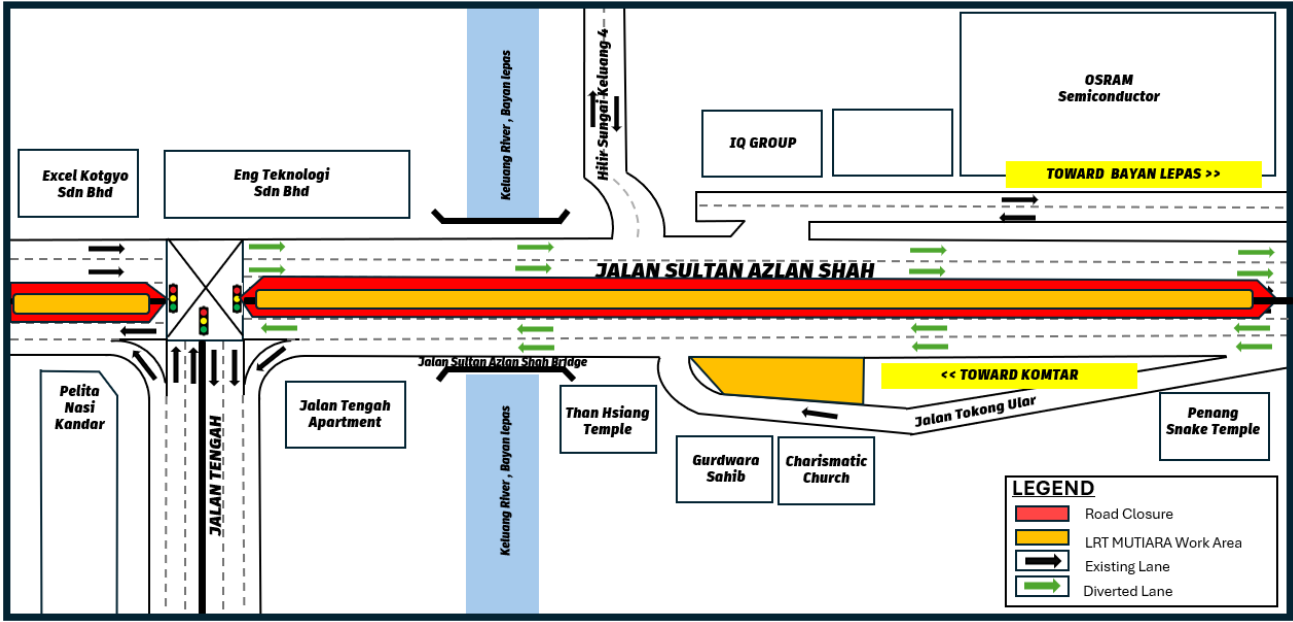 Keluang River , Bayan lepas
Hilir Sungai Keluang 4
OSRAM
Semiconductor
IQ GROUP
Excel Kotgyo
Sdn Bhd
Eng Teknologi
Sdn Bhd
TOWARD BAYAN LEPAS >>
JALAN SULTAN AZLAN SHAH
Jalan Sultan Azlan Shah Bridge
<< TOWARD KOMTAR
Pelita
Nasi
Kandar
JALAN TENGAH
Jalan Tengah
Apartment
Than Hsiang
Temple
Jalan Tokong Ular
Penang
Snake Temple
Gurdwara
Sahib
Charismatic
Church
Keluang River , Bayan lepas
LEGEND
Road Closure
LRT MUTIARA Work Area
Existing Lane
Diverted Lane